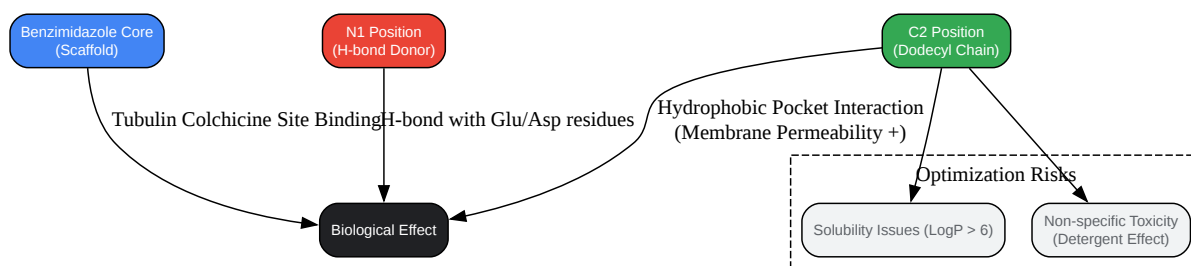 Benzimidazole Core
(Scaffold)
N1 Position
(H-bond Donor)
C2 Position
(Dodecyl Chain)
Tubulin Colchicine Site Binding
H-bond with Glu/Asp residues
Hydrophobic Pocket Interaction
(Membrane Permeability +)
Optimization Risks
Biological Effect
Solubility Issues (LogP > 6)
Non-specific Toxicity
(Detergent Effect)